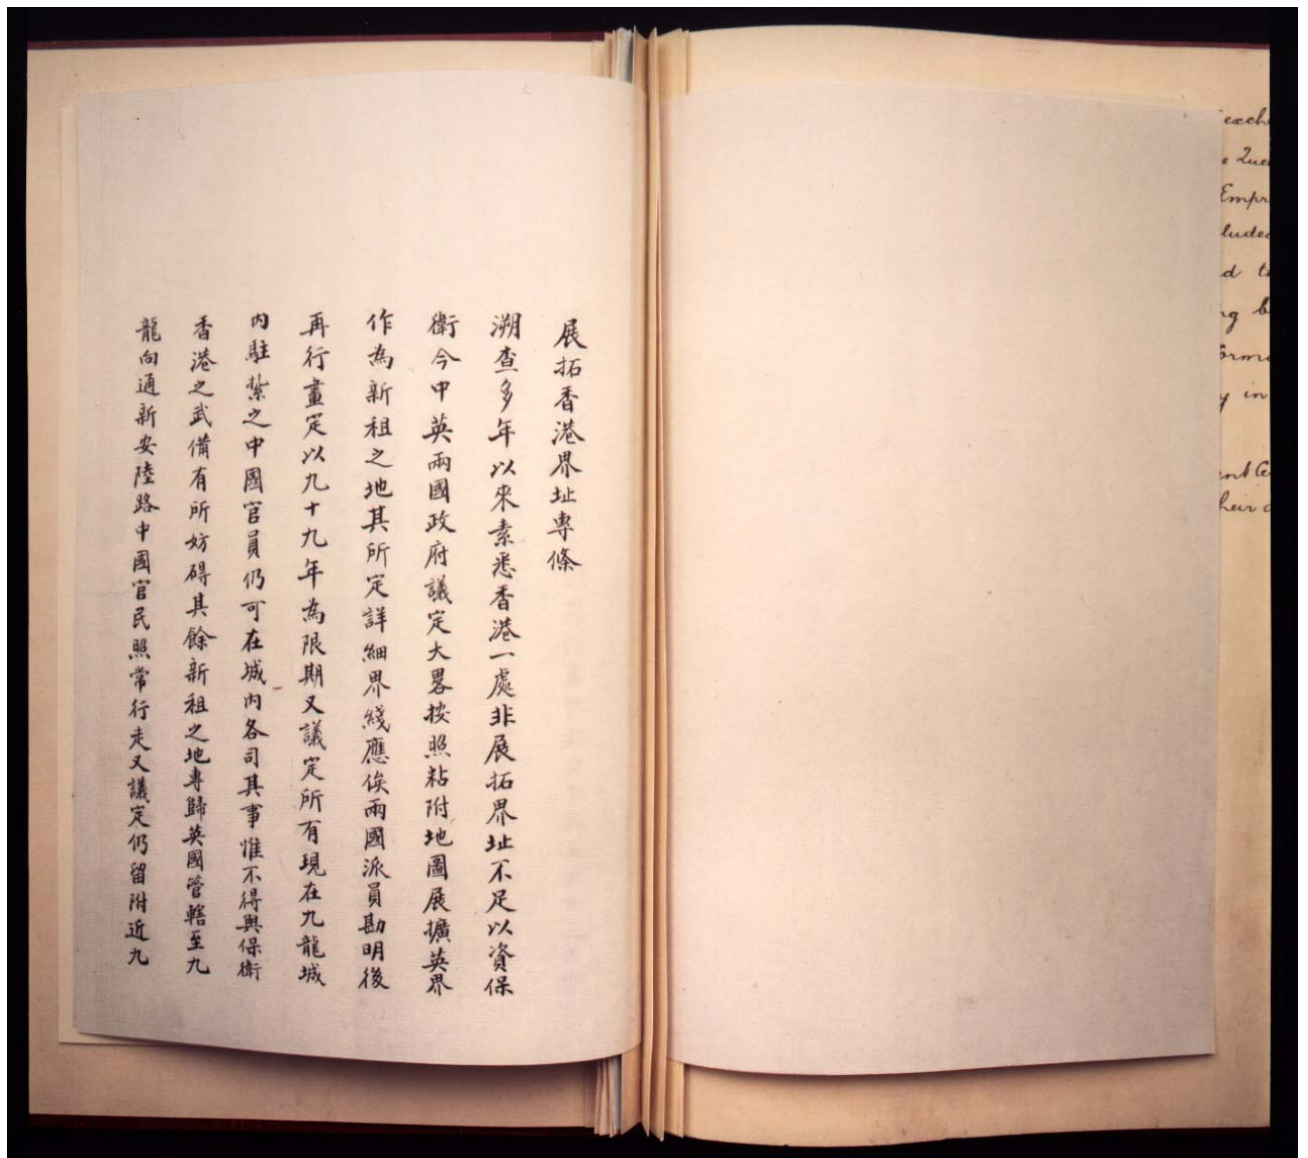 展拓香港界址專條
溯查多年以來素悉香港一處非展拓界址不足以資保
衛今中英兩國政府議定大畧按照粘附地圖展擴英界
作為新租之地其所定詳細界綫應俟兩國派員勘明後
再行畫定以九十九年為限期又議定所有現在九龍城
內駐紮之中國官員仍可在城內各司其事惟不得與保衛
香港之武備有所妨碍其餘新租之地專歸英國管轄至九
龍向通新安陸路中國官民照常行走又議定仍留附近九
exch
e Que
Empr
luded
d t
ng b
orma
y in
heir